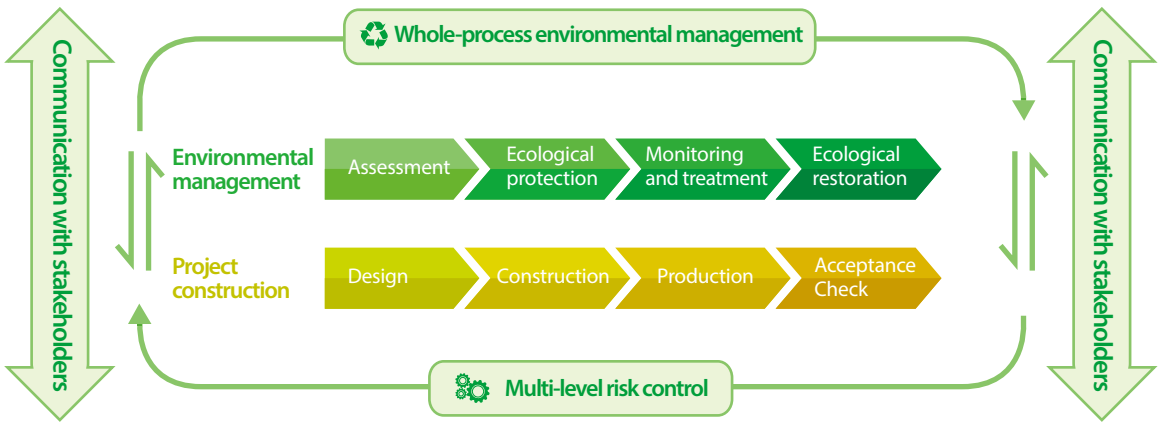 Communication with stakeholders
Whole-process environmental management
Communication with stakeholders
Environmental
management
Assessment
Ecological
protection
Monitoring
and treatment
Ecological
restoration
Project
construction
Design
Construction
Production
Acceptance
Check
Multi-level risk control